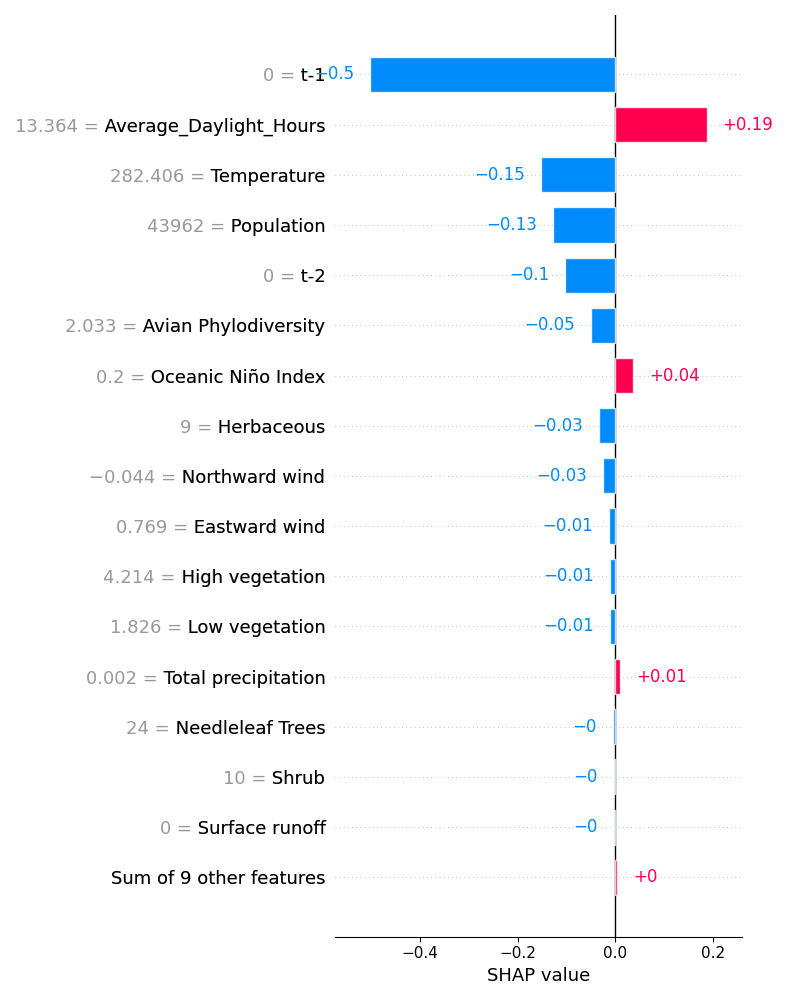 0 = t-1 −0.5
13.364 = Average_Daylight_Hours +0.19
282.406 = Temperature −0.15
43962 = Population −0.13
0 = t-2 −0.1
2.033 = Avian Phylodiversity −0.05
0.2 = Oceanic Niño Index +0.04
9 = Herbaceous −0.03
−0.044 = Northward wind −0.03
0.769 = Eastward wind −0.01
4.214 = High vegetation −0.01
1.826 = Low vegetation −0.01
0.002 = Total precipitation +0.01
24 = Needleleaf Trees −0
10 = Shrub −0
0 = Surface runoff −0
Sum of 9 other features +0
−0.4 −0.2 0.0 0.2
SHAP value